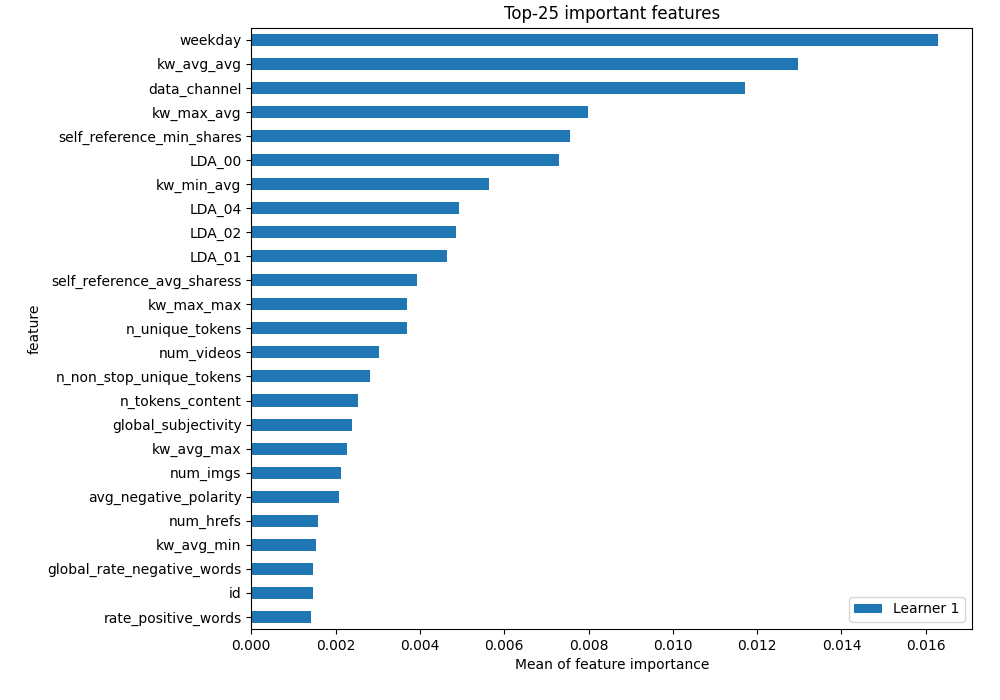 Top-25 important features
feature
weekday
kw_avg_avg
data_channel
kw_max_avg
self_reference_min_shares
LDA_00
kw_min_avg
LDA_04
LDA_02
LDA_01
self_reference_avg_sharess
kw_max_max
n_unique_tokens
num_videos
n_non_stop_unique_tokens
n_tokens_content
global_subjectivity
kw_avg_max
num_imgs
avg_negative_polarity
num_hrefs
kw_avg_min
global_rate_negative_words
id
rate_positive_words
Learner 1
0.000 0.002 0.004 0.006 0.008 0.010 0.012 0.014 0.016
Mean of feature importance